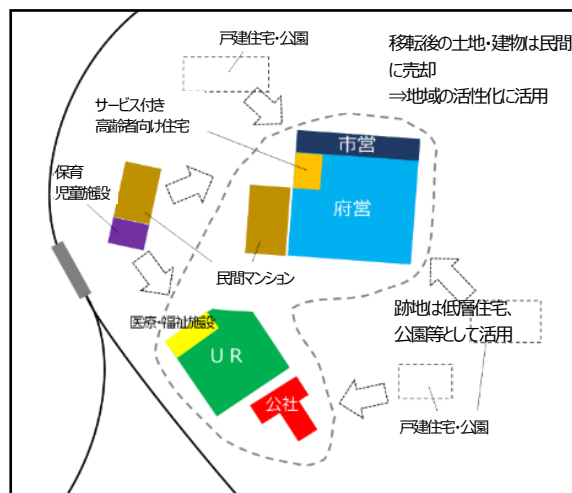 戸建住宅・公園
移転後の土地・建物は民間
に売却
⇒地域の活性化に活用
サービス付き
高齢者向け住宅
市営
保育
児童施設
府営
民間マンション
医療・福祉施設
UR
跡地は低層住宅、
公園等として活用
公社
戸建住宅・公園